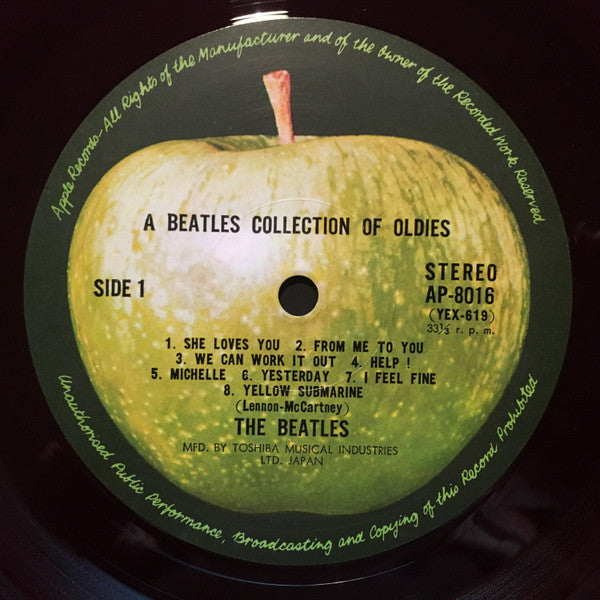 Apple Records-All Rights of the Manufacturer and of the Owner of the Recorded Work Reserved
A BEATLES COLLECTION OF OLDIES
SIDE 1
STEREO
AP-8016
(YEX-619)
33⅓ r. p. m.
1. SHE LOVES YOU 2. FROM ME TO YOU
3. WE CAN WORK IT OUT 4. HELP !
5. MICHELLE 6. YESTERDAY 7. I FEEL FINE
8. YELLOW SUBMARINE
(Lennon-McCartney)
THE BEATLES
MFD. BY TOSHIBA MUSICAL INDUSTRIES
LTD. JAPAN
Unauthorised Public Performance, Broadcasting and Copying of this Record Prohibited